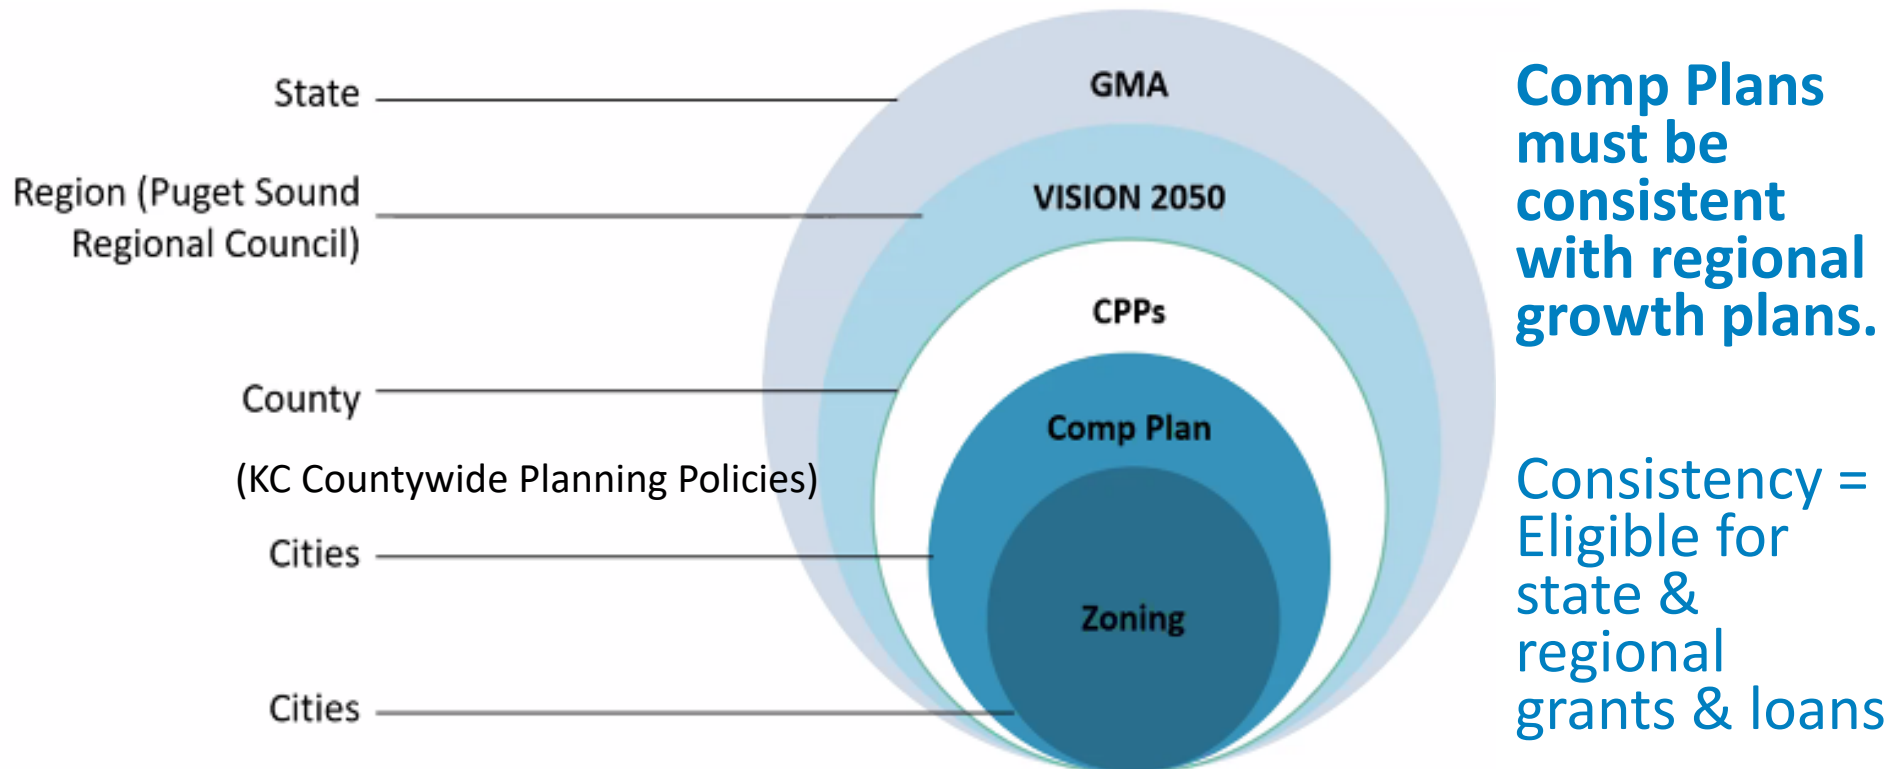 State
Region (Puget Sound
Regional Council)
County
(KC Countywide Planning Policies)
Cities
Cities
GMA
VISION 2050
CPPs
Comp Plan
Zoning
Comp Plans
must be
consistent
with regional
growth plans.
Consistency =
Eligible for
state &
regional
grants & loans